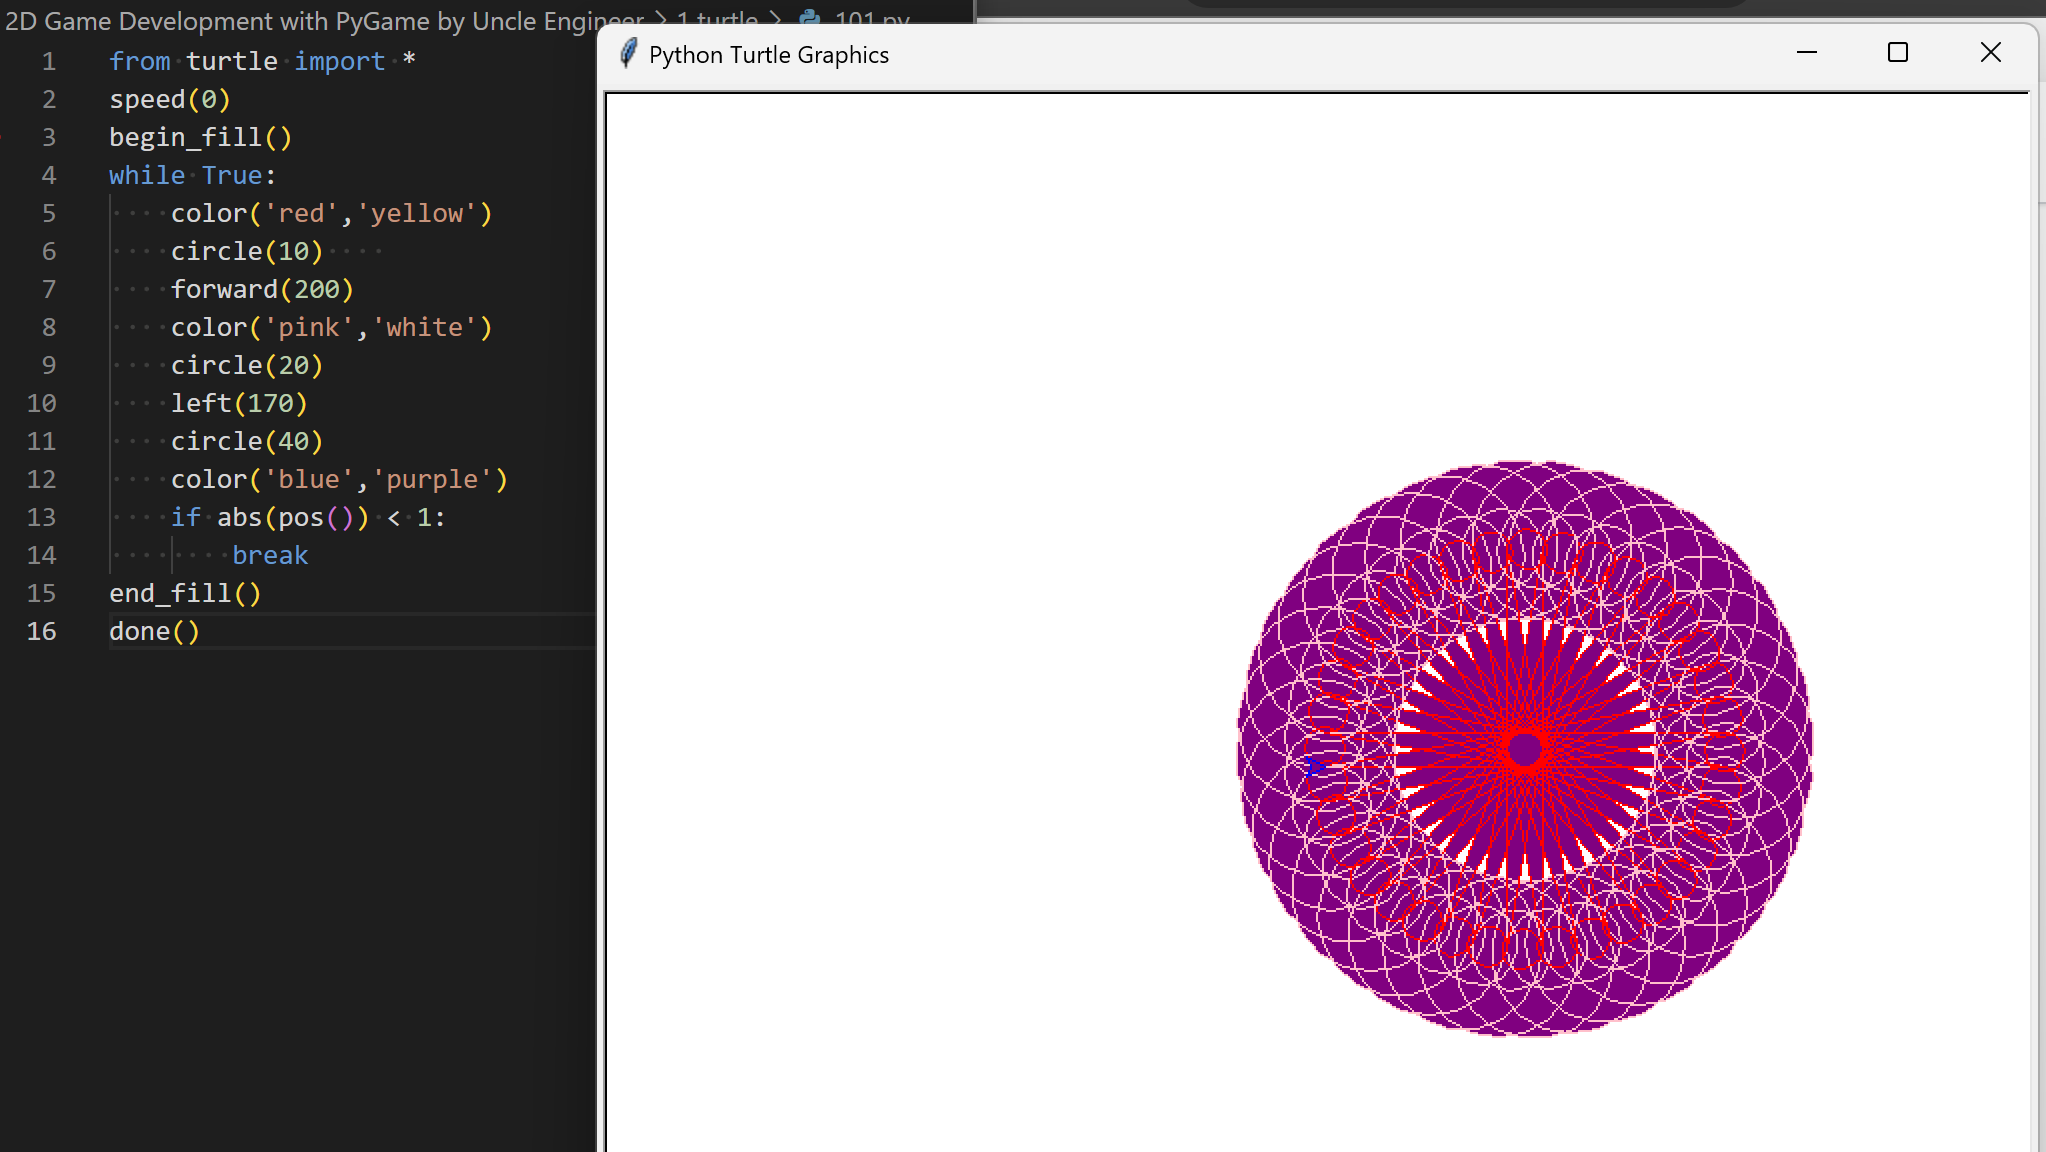 2D Game Development with PyGame by Uncle Engineer > 1 turtle > 101.py
Python Turtle Graphics
1 from turtle import *
2 speed(0)
3 begin_fill()
4 while True:
5     color('red','yellow')
6     circle(10)
7     forward(200)
8     color('pink','white')
9     circle(20)
10     left(170)
11     circle(40)
12     color('blue','purple')
13     if abs(pos()) < 1:
14         break
15 end_fill()
16 done()